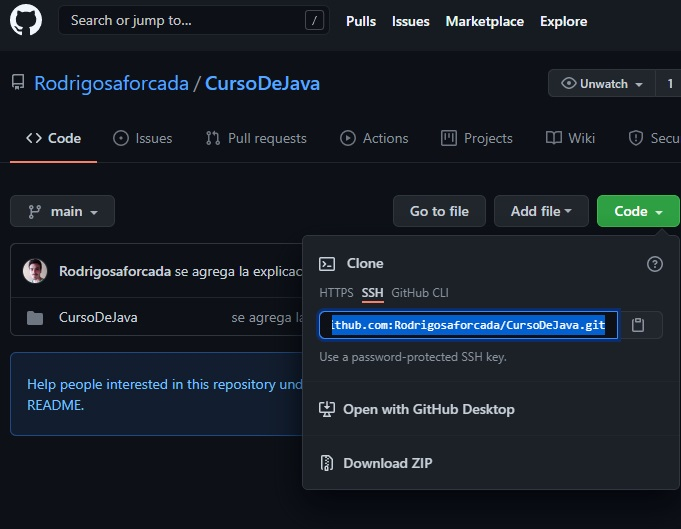 Search or jump to… /
Pulls Issues Marketplace Explore
Rodrigosaforcada / CursoDeJava
Unwatch 1
Code Issues Pull requests Actions Projects Wiki Secu
main Go to file Add file Code
Clone
Rodrigosaforcada se agrega la explicac
HTTPS SSH GitHub CLI
CursoDeJava se agrega la
ithub.com:Rodrigosaforcada/CursoDeJava.git
Use a password-protected SSH key.
Help people interested in this repository und
README.
Open with GitHub Desktop
Download ZIP